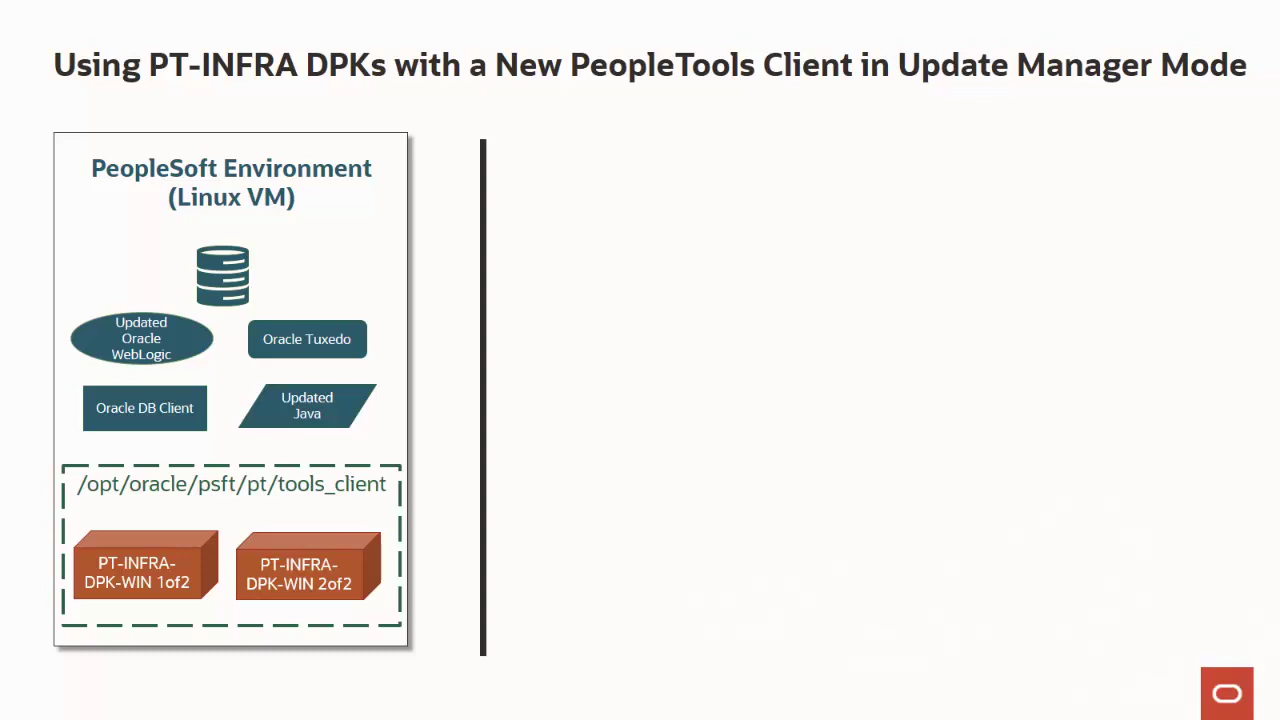 Using PT-INFRA DPKs with a New PeopleTools Client in Update Manager Mode
PeopleSoft Environment
(Linux VM)
Updated
Oracle
WebLogic
Oracle Tuxedo
Oracle DB Client
Updated
Java
/opt/oracle/psft/pt/tools_client
PT-INFRA-
DPK-WIN 1of2
PT-INFRA-
DPK-WIN 2of2